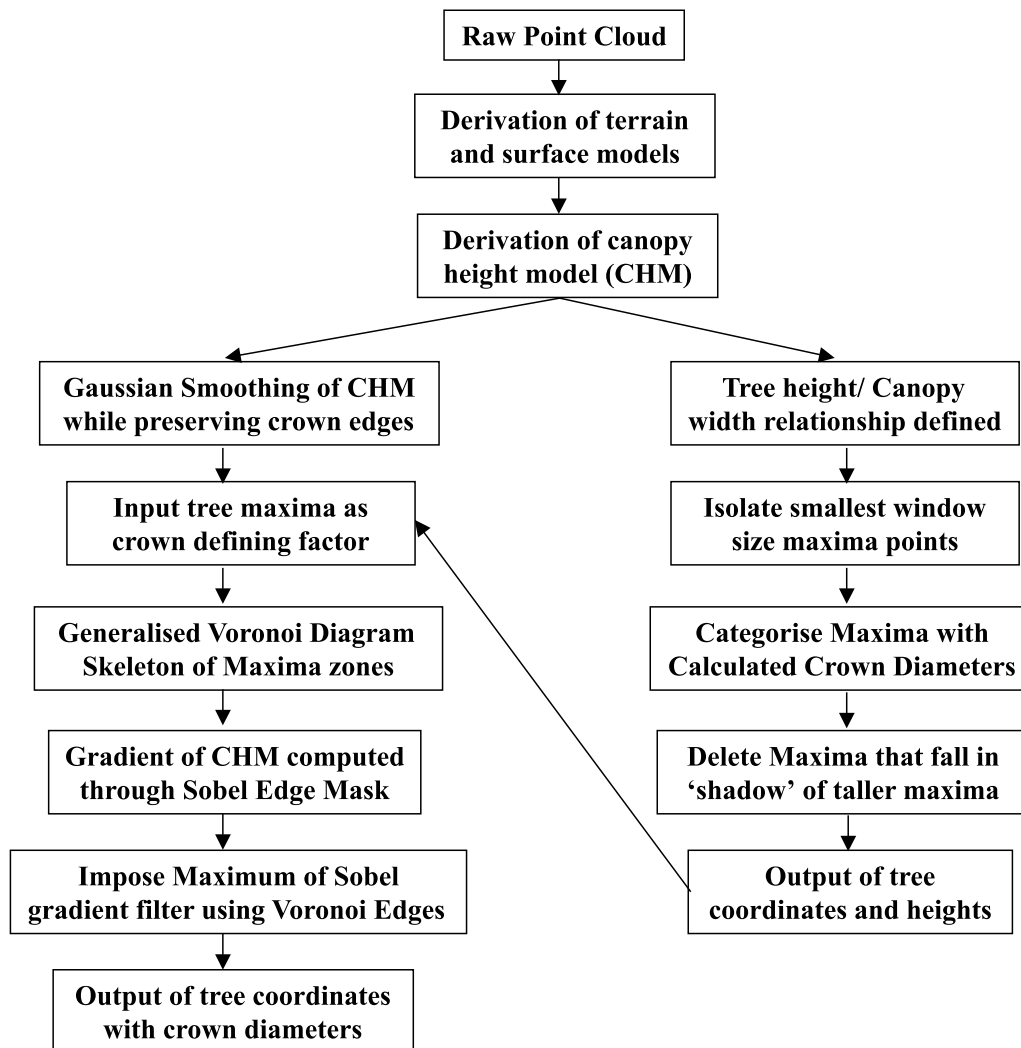 Raw Point Cloud
Derivation of terrain
and surface models
Derivation of canopy
height model (CHM)
Gaussian Smoothing of CHM
while preserving crown edges
Input tree maxima as
crown defining factor
Generalised Voronoi Diagram
Skeleton of Maxima zones
Gradient of CHM computed
through Sobel Edge Mask
Impose Maximum of Sobel
gradient filter using Voronoi Edges
Output of tree coordinates
with crown diameters
Tree height/ Canopy
width relationship defined
Isolate smallest window
size maxima points
Categorise Maxima with
Calculated Crown Diameters
Delete Maxima that fall in
‘shadow’ of taller maxima
Output of tree
coordinates and heights